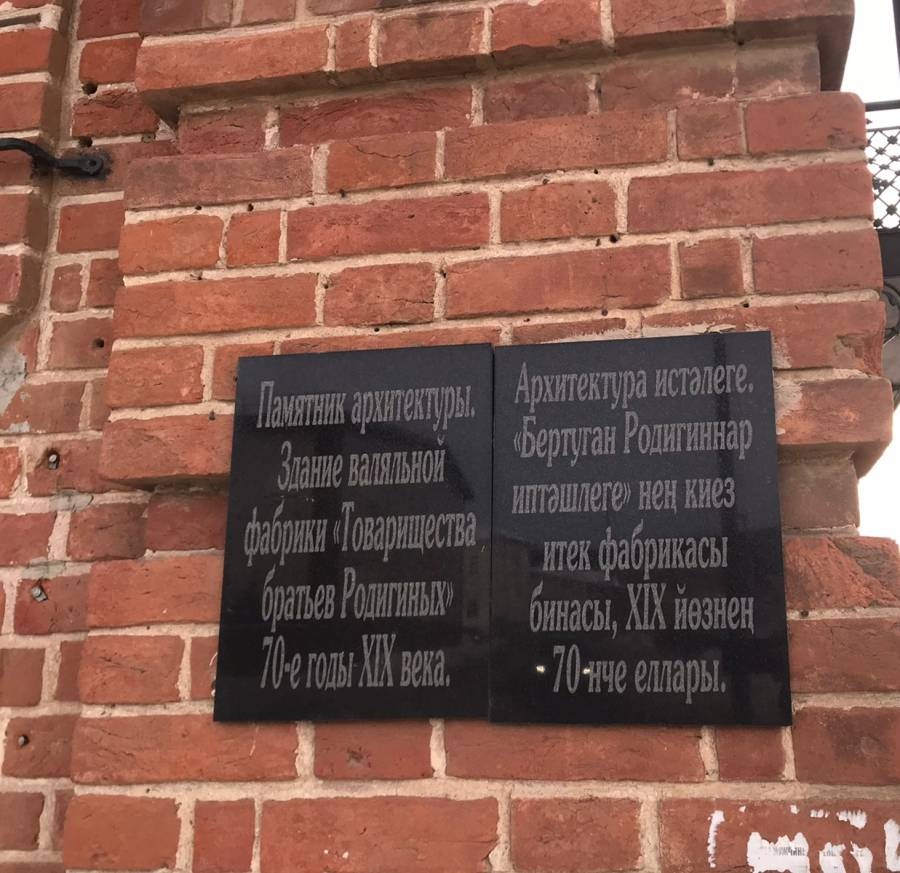 Памятник архитектуры.
Здание валяльной
фабрики «Товарищества
братьев Родигиных»
70-е годы XIX века.
Архитектура истәлеге.
«Бертуган Родигиннар
иптәшлеге» нең киез
итек фабрикасы
бинасы, XIX йөзнең
70-нче еллары.